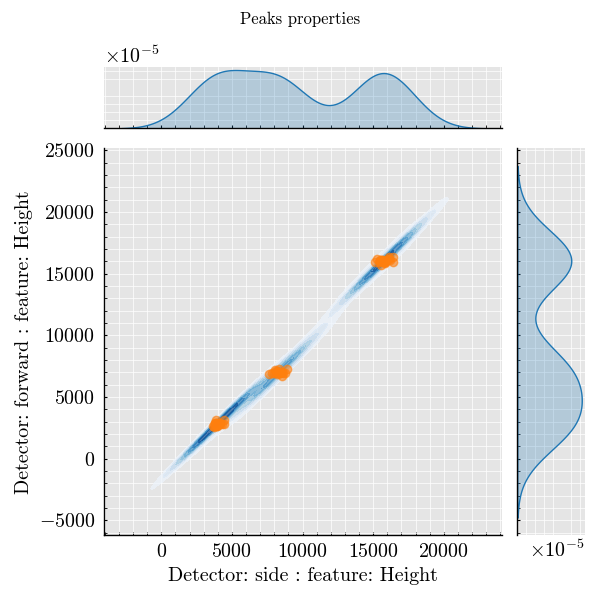 Peaks properties
×10⁻⁵
25000
20000
15000
10000
5000
0
−5000
Detector: forward : feature: Height
0 5000 10000 15000 20000
×10⁻⁵
Detector: side : feature: Height